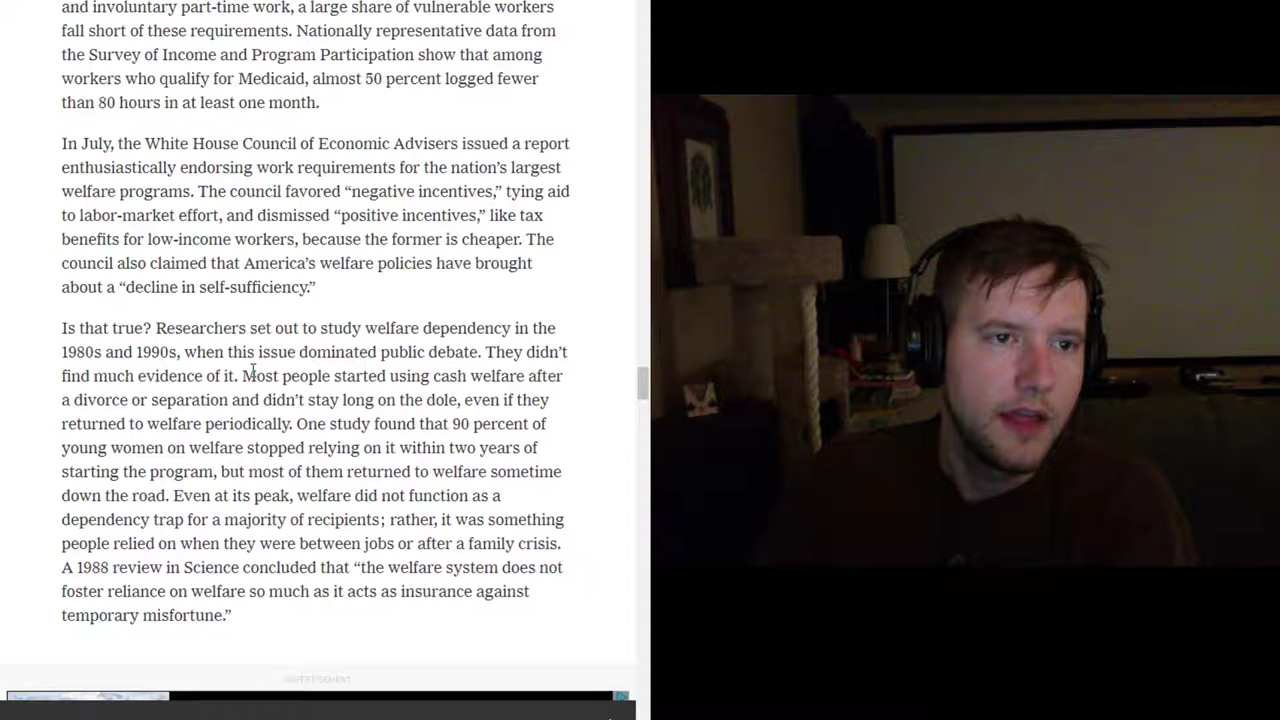 and involuntary part-time work, a large share of vulnerable workers
fall short of these requirements. Nationally representative data from
the Survey of Income and Program Participation show that among
workers who qualify for Medicaid, almost 50 percent logged fewer
than 80 hours in at least one month.
In July, the White House Council of Economic Advisers issued a report
enthusiastically endorsing work requirements for the nation’s largest
welfare programs. The council favored “negative incentives,” tying aid
to labor-market effort, and dismissed “positive incentives,” like tax
benefits for low-income workers, because the former is cheaper. The
council also claimed that America’s welfare policies have brought
about a “decline in self-sufficiency.”
Is that true? Researchers set out to study welfare dependency in the
1980s and 1990s, when this issue dominated public debate. They didn’t
find much evidence of it. Most people started using cash welfare after
a divorce or separation and didn’t stay long on the dole, even if they
returned to welfare periodically. One study found that 90 percent of
young women on welfare stopped relying on it within two years of
starting the program, but most of them returned to welfare sometime
down the road. Even at its peak, welfare did not function as a
dependency trap for a majority of recipients; rather, it was something
people relied on when they were between jobs or after a family crisis.
A 1988 review in Science concluded that “the welfare system does not
foster reliance on welfare so much as it acts as insurance against
temporary misfortune.”
ADVERTISEMENT